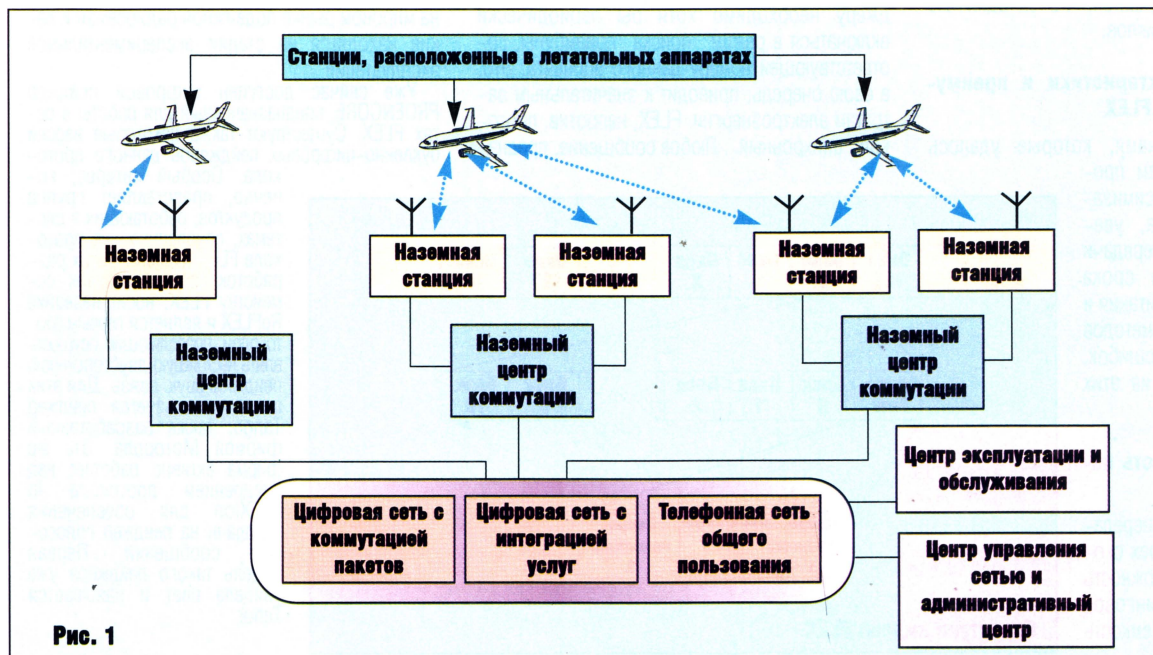 Станции, расположенные в летательных аппаратах
Наземная
станция
Наземная
станция
Наземная
станция
Наземная
станция
Наземная
станция
Наземный
центр
коммутации
Наземный
центр
коммутации
Наземный
центр
коммутации
Центр эксплуатации и
обслуживания
Цифровая сеть с
коммутацией
пакетов
Цифровая сеть с
интеграцией
услуг
Телефонная сеть
общего
пользования
Центр управления
сетью и
административный
центр
Рис. 1